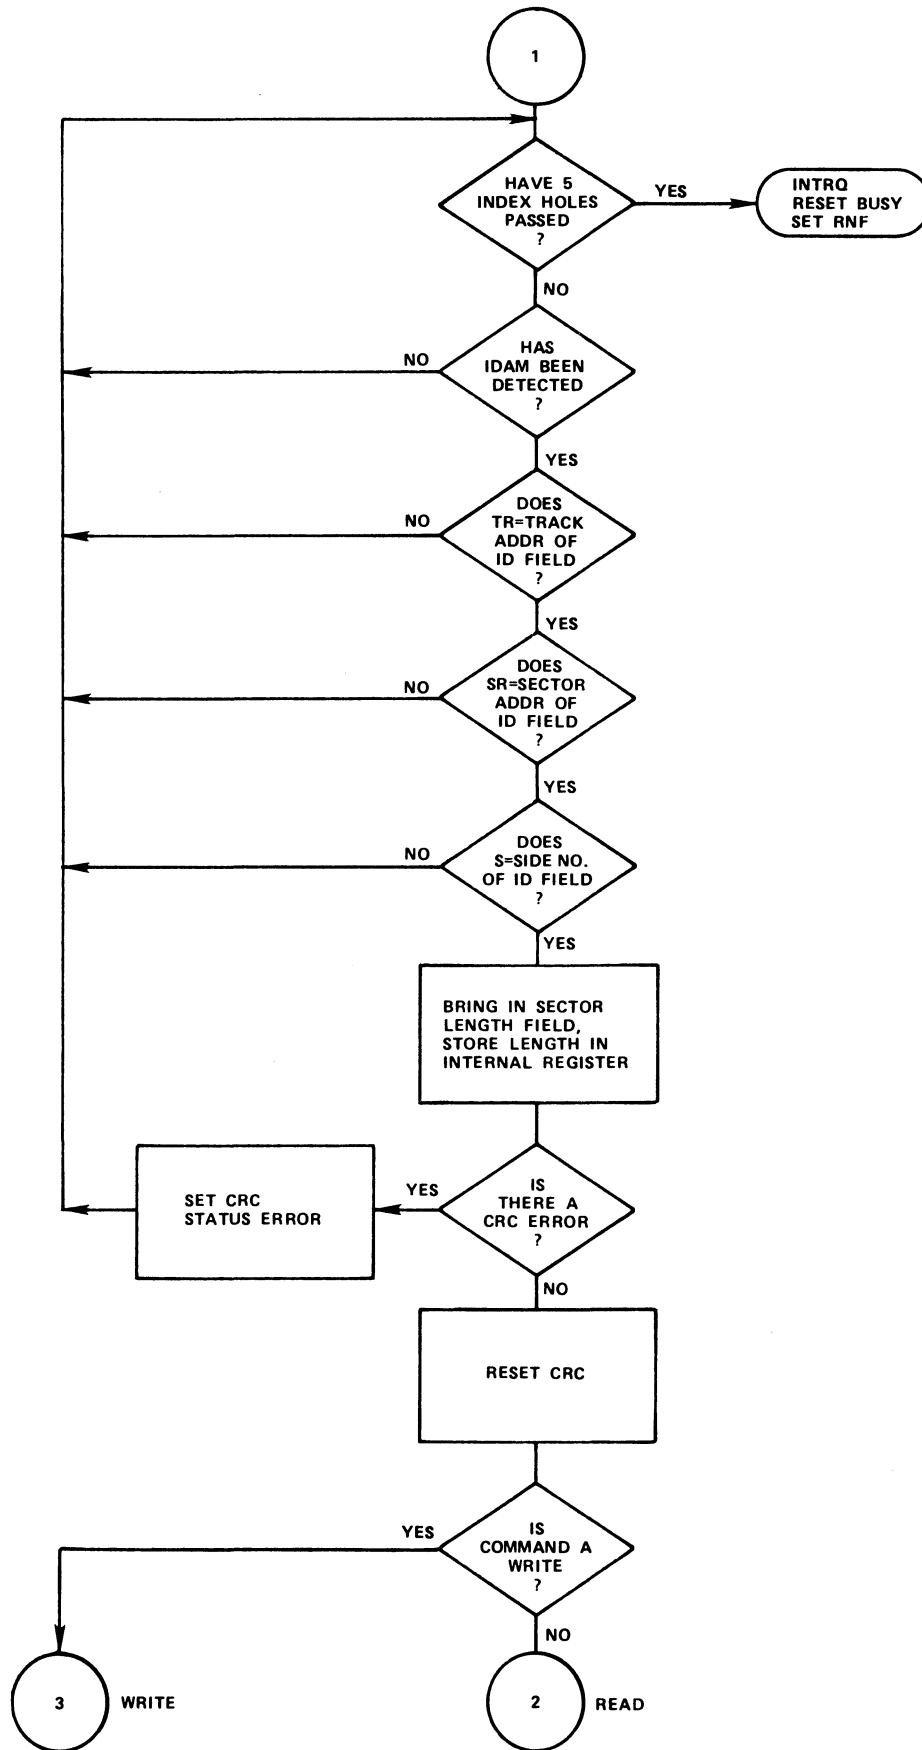 1
HAVE 5
INDEX HOLES
PASSED
?
YES
INTRQ
RESET BUSY
SET RNF
NO
HAS
IDAM BEEN
DETECTED
?
NO
YES
DOES
TR=TRACK
ADDR OF
ID FIELD
?
NO
YES
DOES
SR=SECTOR
ADDR OF
ID FIELD
?
NO
YES
DOES
S=SIDE NO.
OF ID FIELD
?
NO
YES
BRING IN SECTOR
LENGTH FIELD,
STORE LENGTH IN
INTERNAL REGISTER
IS
THERE A
CRC ERROR
?
YES
SET CRC
STATUS ERROR
NO
RESET CRC
IS
COMMAND A
WRITE
?
YES
NO
3
WRITE
2
READ